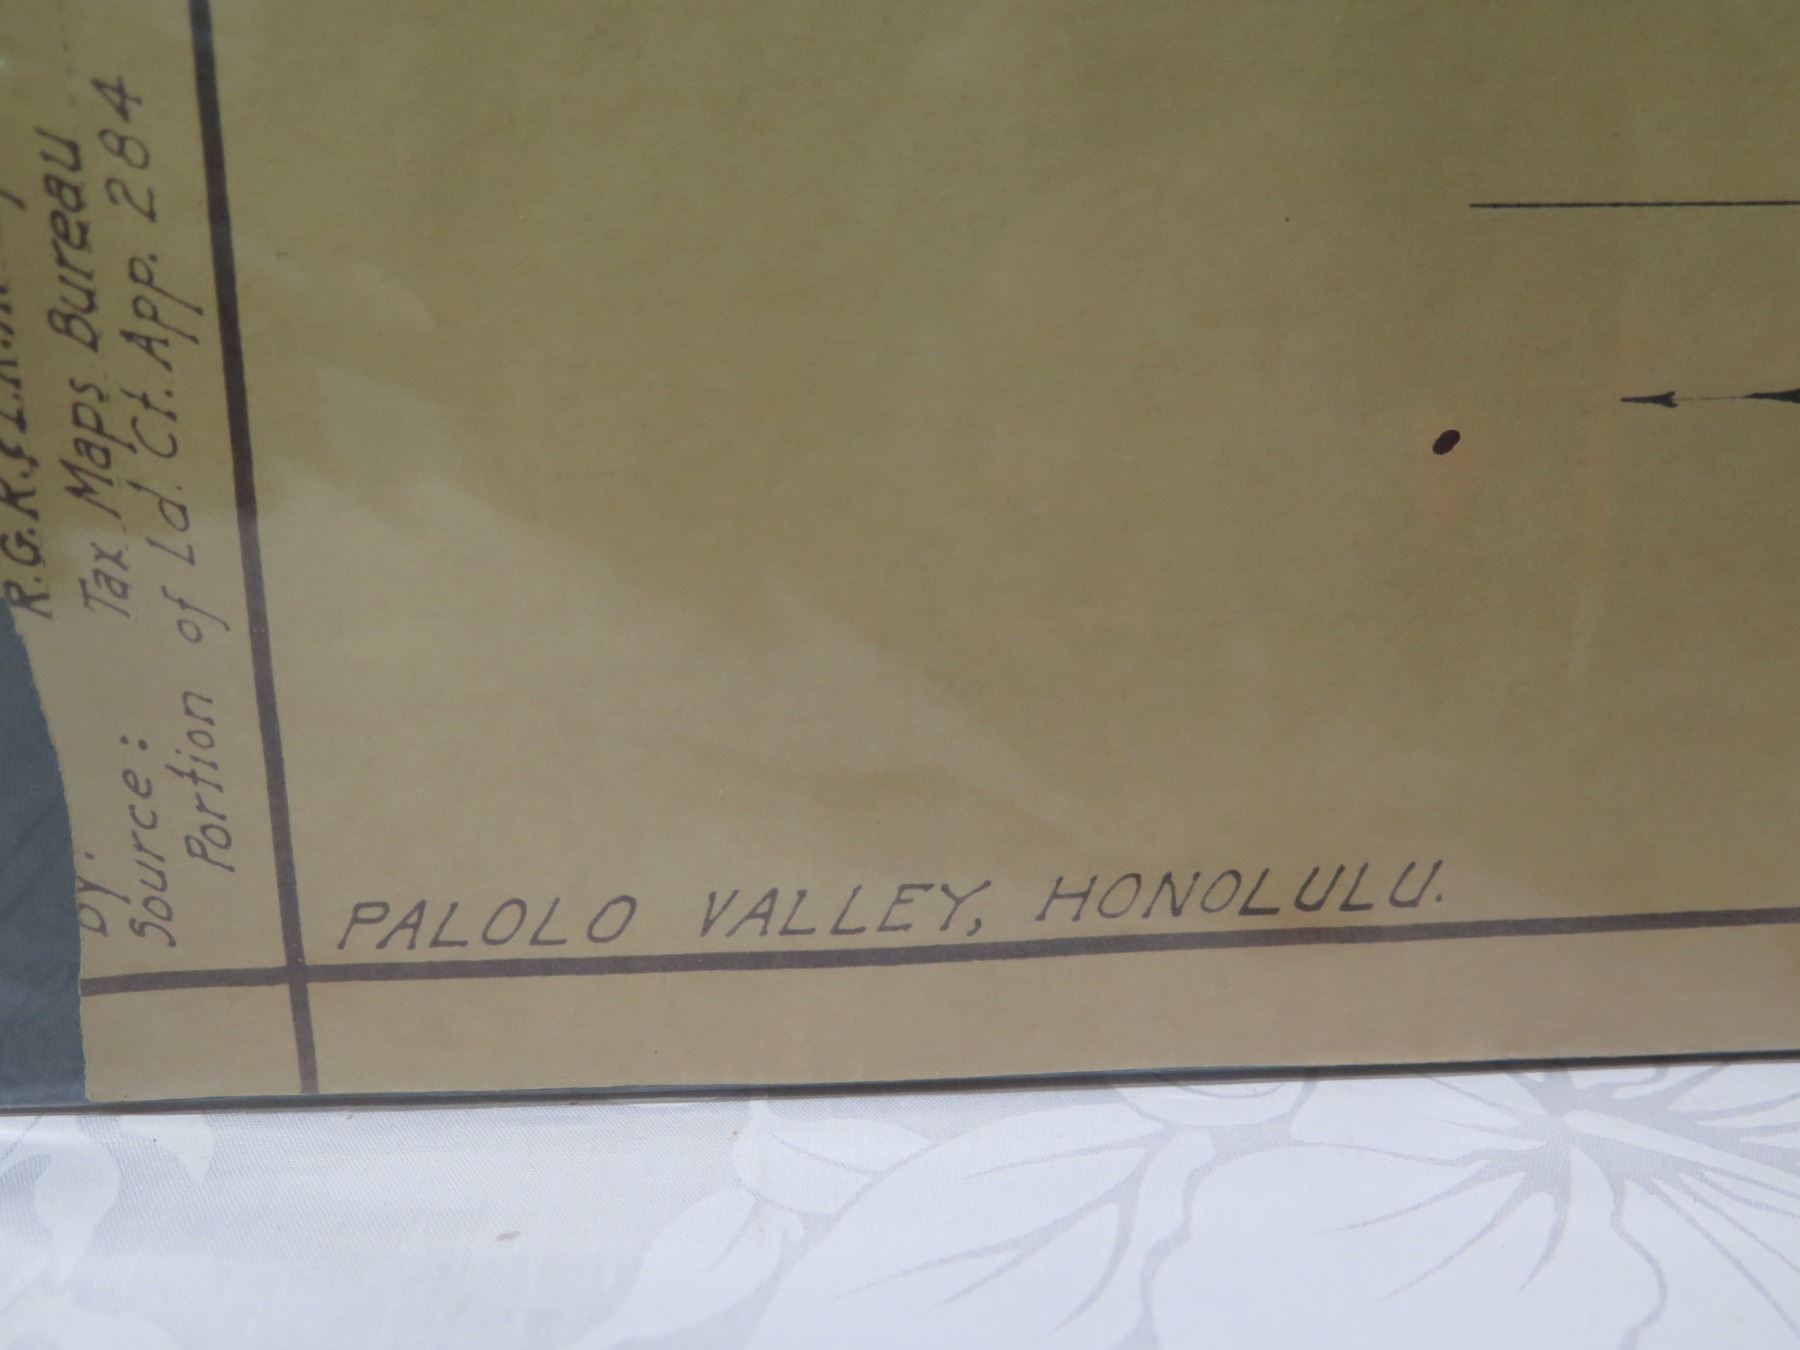 PALOLO VALLEY, HONOLULU.
By:
R.G.R. &
Source: Tax Maps Bureau
Portion of Ld. Ct. App. 284